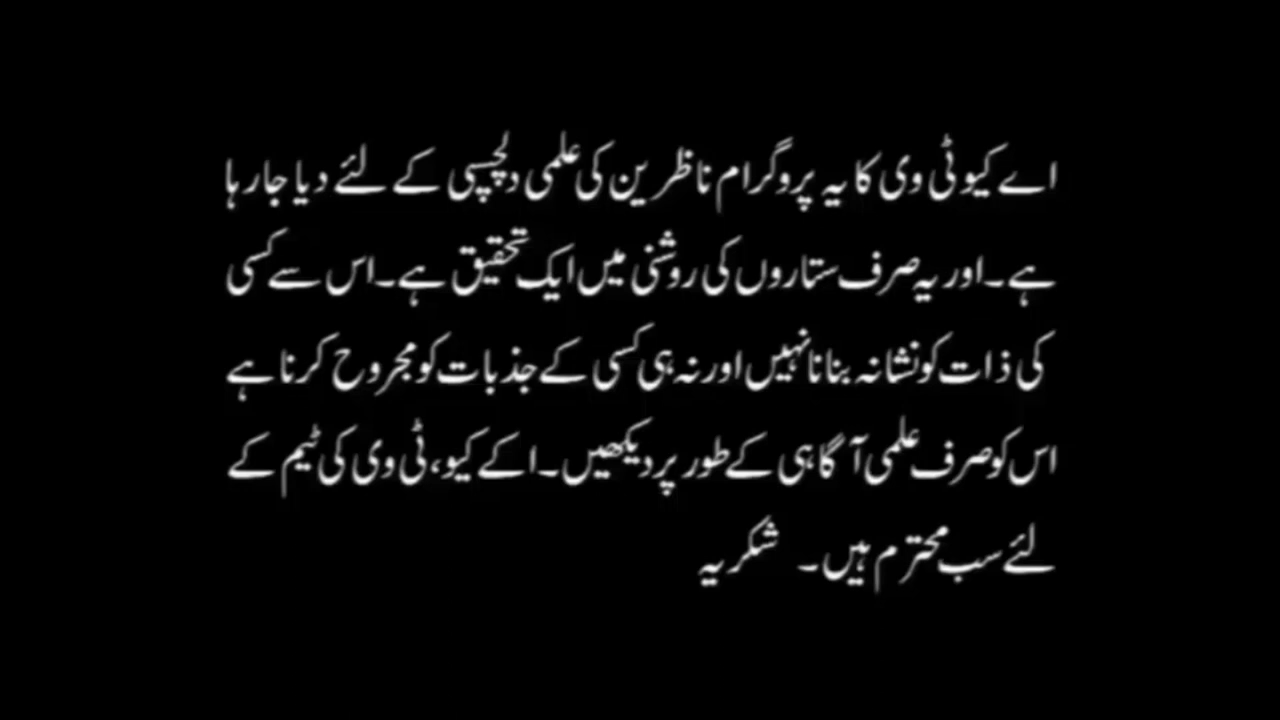 اے کیو ٹی وی کا یہ پروگرام ناظرین کی علمی دلچسپی کے لئے دیا جارہا
ہے۔ اور یہ صرف ستاروں کی روشنی میں ایک تحقیق ہے۔ اس سے کسی
کی ذات کو نشانہ بنانا نہیں اور نہ ہی کسی کے جذبات کو مجروح کرنا ہے
اس کو صرف علمی آگاہی کے طور پر دیکھیں۔ اکے کیو، ٹی وی کی ٹیم کے
لئے سب محترم ہیں۔ شکریہ